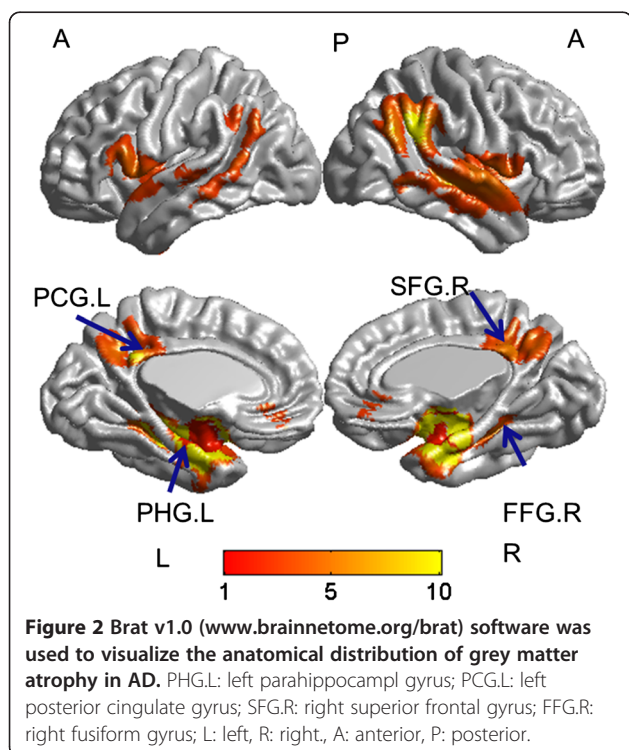 A P A
PCG.L SFG.R
PHG.L FFG.R
L R
1 5 10
Figure 2 Brat v1.0 (www.brainnetome.org/brat) software was
used to visualize the anatomical distribution of grey matter
atrophy in AD. PHG.L: left parahippocampl gyrus; PCG.L: left
posterior cingulate gyrus; SFG.R: right superior frontal gyrus; FFG.R:
right fusiform gyrus; L: left, R: right., A: anterior, P: posterior.